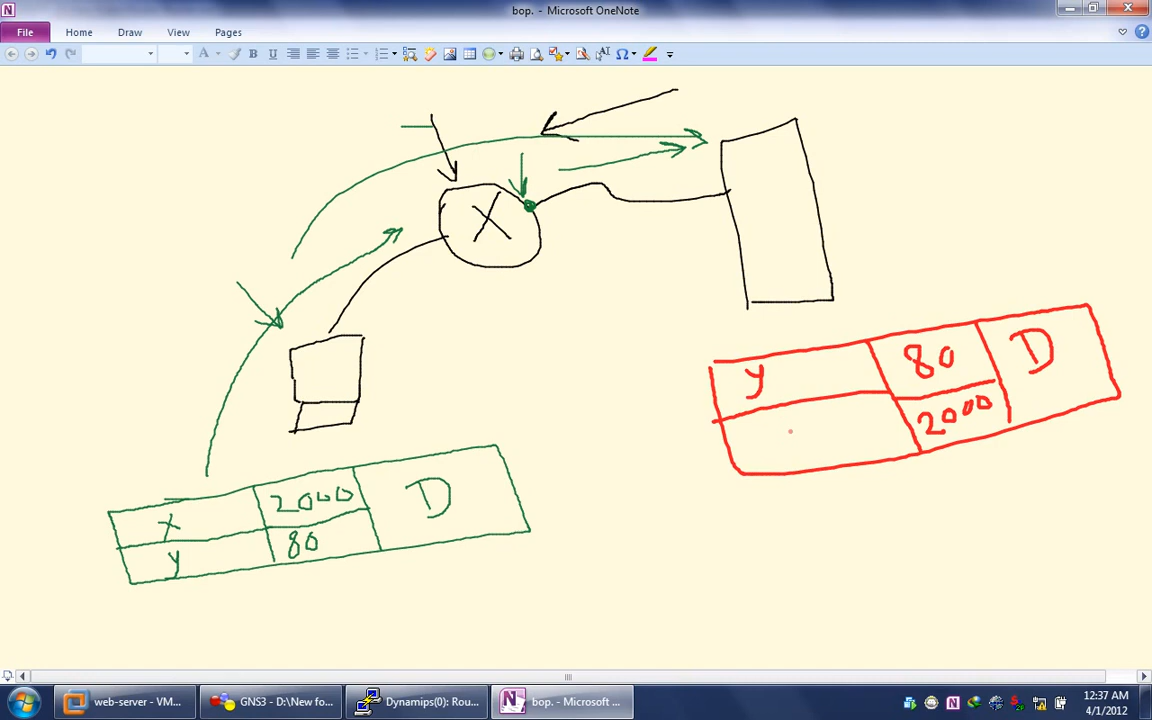 bop. - Microsoft OneNote
File Home Draw View Pages
X
y 80 D
2000
x 2000 D
y 80
web-server - VM... GNS3 - D:\New fo... Dynamips(0): Rou... bop. - Microsoft ... 12:37 AM
4/1/2012